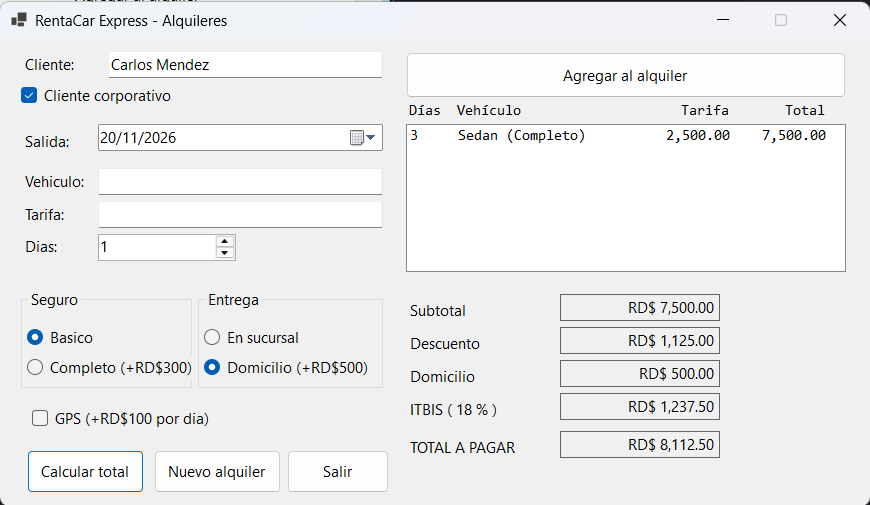 RentaCar Express - Alquileres
Cliente: Carlos Mendez
Cliente corporativo
Salida: 20/11/2026
Vehiculo:
Tarifa:
Dias: 1
Seguro
Basico
Completo (+RD$300)
Entrega
En sucursal
Domicilio (+RD$500)
GPS (+RD$100 por dia)
Calcular total
Nuevo alquiler
Salir
Agregar al alquiler
Días Vehículo Tarifa Total
3 Sedan (Completo) 2,500.00 7,500.00
Subtotal RD$ 7,500.00
Descuento RD$ 1,125.00
Domicilio RD$ 500.00
ITBIS ( 18 % ) RD$ 1,237.50
TOTAL A PAGAR RD$ 8,112.50